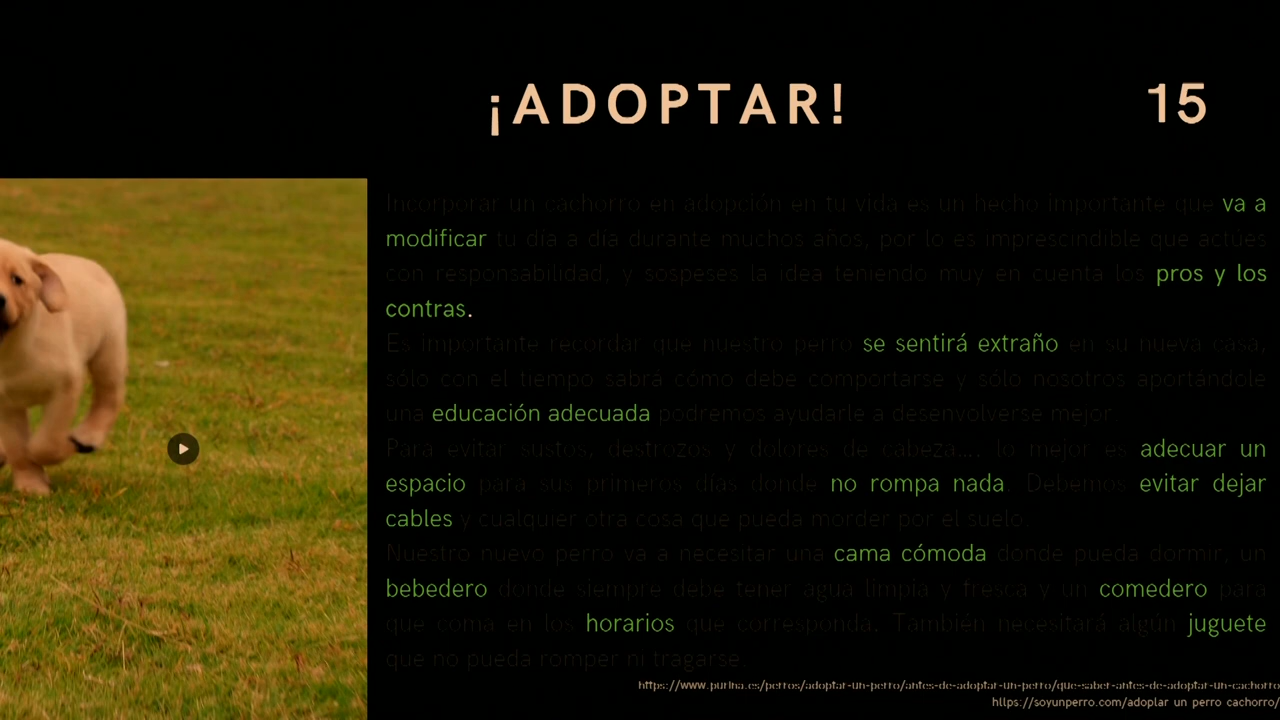 ¡ADOPTAR!
15
Incorporar un cachorro en adopción en tu vida es un hecho importante que va a
modificar tu día a día durante muchos años, por lo es imprescindible que actúes
con responsabilidad, y sospeses la idea teniendo muy en cuenta los pros y los
contras.
Es importante recordar que nuestro perro se sentirá extraño en su nueva casa,
sólo con el tiempo sabrá cómo debe comportarse y sólo nosotros aportándole
una educación adecuada podremos ayudarle a desenvolverse mejor.
Para evitar sustos, destrozos y dolores de cabeza.... lo mejor es adecuar un
espacio para sus primeros días donde no rompa nada. Debemos evitar dejar
cables y cualquier otra cosa que pueda morder por el suelo.
Nuestro nuevo perro va a necesitar una cama cómoda donde pueda dormir, un
bebedero donde siempre debe tener agua limpia y fresca y un comedero para
que coma en los horarios que corresponda. También necesitará algún juguete
que no pueda romper ni tragarse.
https://www.purina.es/perros/adoptar-un-perro/antes-de-adoptar-un-perro/que-saber-antes-de-adoptar-un-cachorro
https://soyunperro.com/adoptar un perro cachorro/